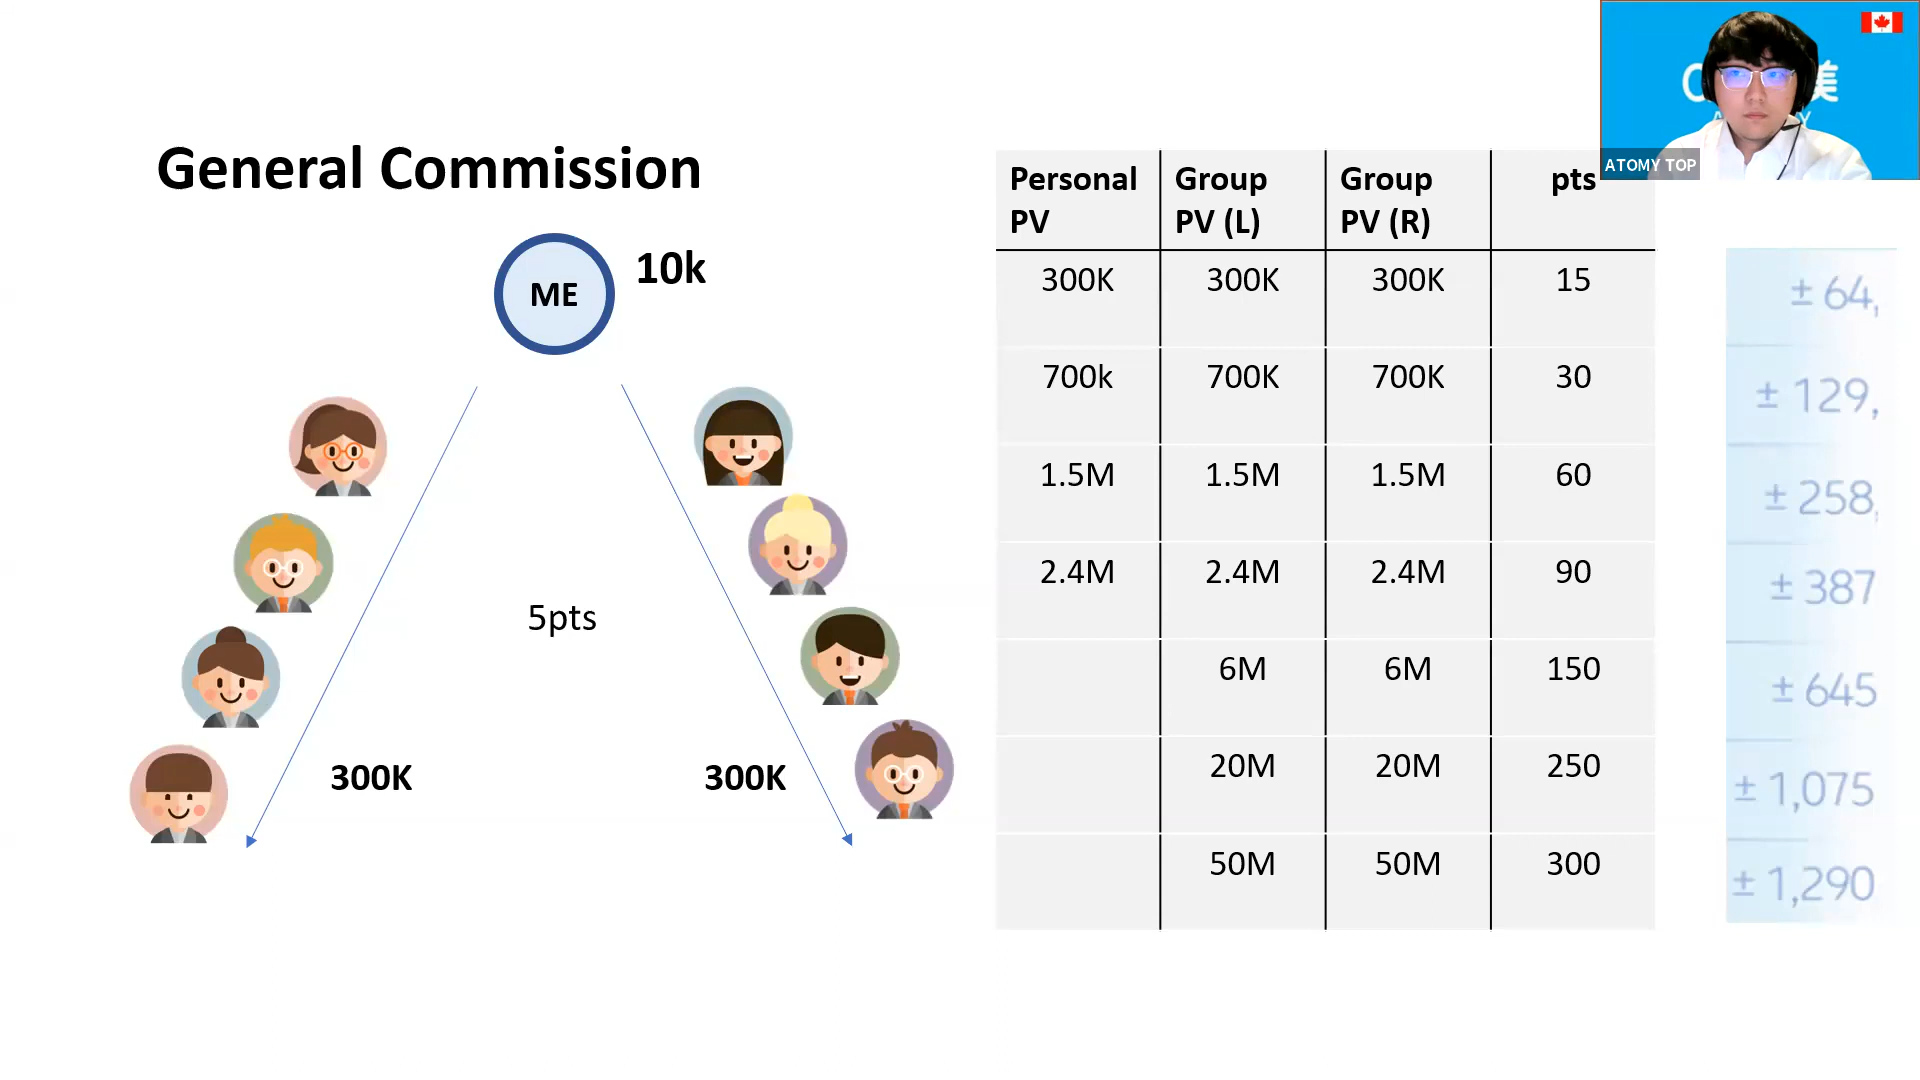 General Commission
ME
10k
5pts
300K
300K
Personal PV
Group PV (L)
Group PV (R)
pts
300K 300K 300K 15
700k 700K 700K 30
1.5M 1.5M 1.5M 60
2.4M 2.4M 2.4M 90
6M 6M 150
20M 20M 250
50M 50M 300
± 64,
± 129,
± 258,
± 387
± 645
± 1,075
± 1,290
美
ATOMY TOP